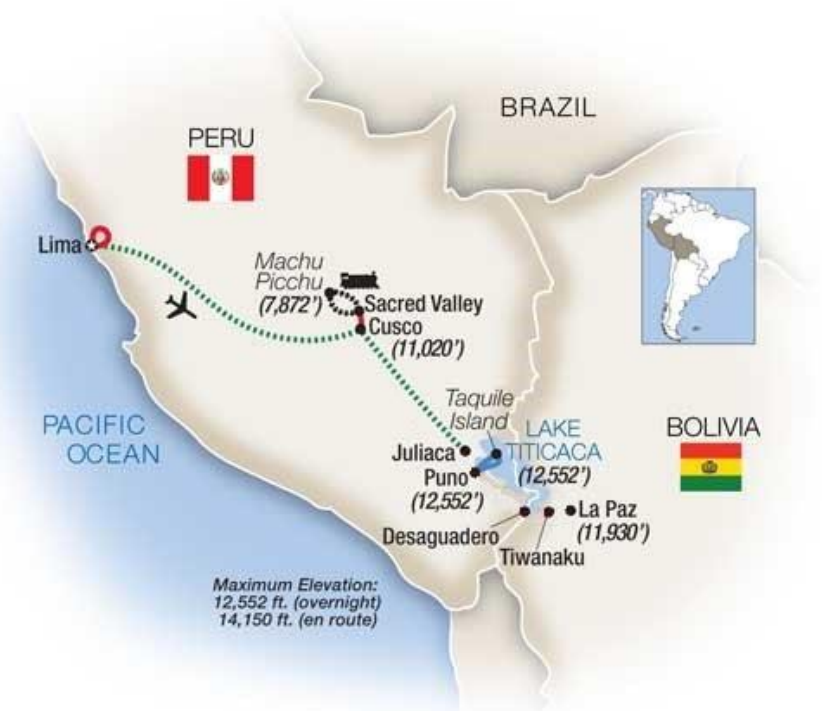 BRAZIL
PERU
Lima
Machu
Picchu
(7,872')
Sacred Valley
Cusco
(11,020')
Taquile
Island
PACIFIC
OCEAN
LAKE
TITICACA
(12,552')
BOLIVIA
Juliaca
Puno
(12,552')
La Paz
(11,930')
Desaguadero
Tiwanaku
Maximum Elevation:
12,552 ft. (overnight)
14,150 ft. (en route)